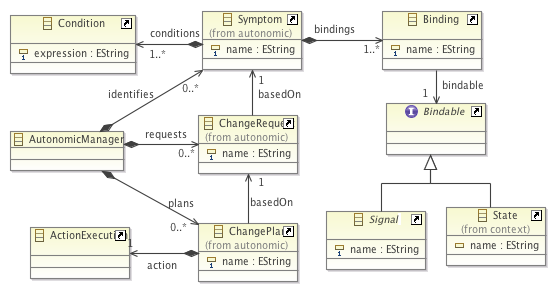 Condition
expression : EString
conditions
1..*
Symptom
(from autonomic)
name : EString
bindings
1..*
Binding
name : EString
bindable
1
Bindable
identifies
0..*
1
basedOn
AutonomicManager
requests
0..*
ChangeReque
(from autonomic)
name : EString
plans
0..*
1
basedOn
ActionExecuti
1
action
ChangePla
(from autonomic)
name : EString
Signal
name : EString
State
(from context)
name : EString